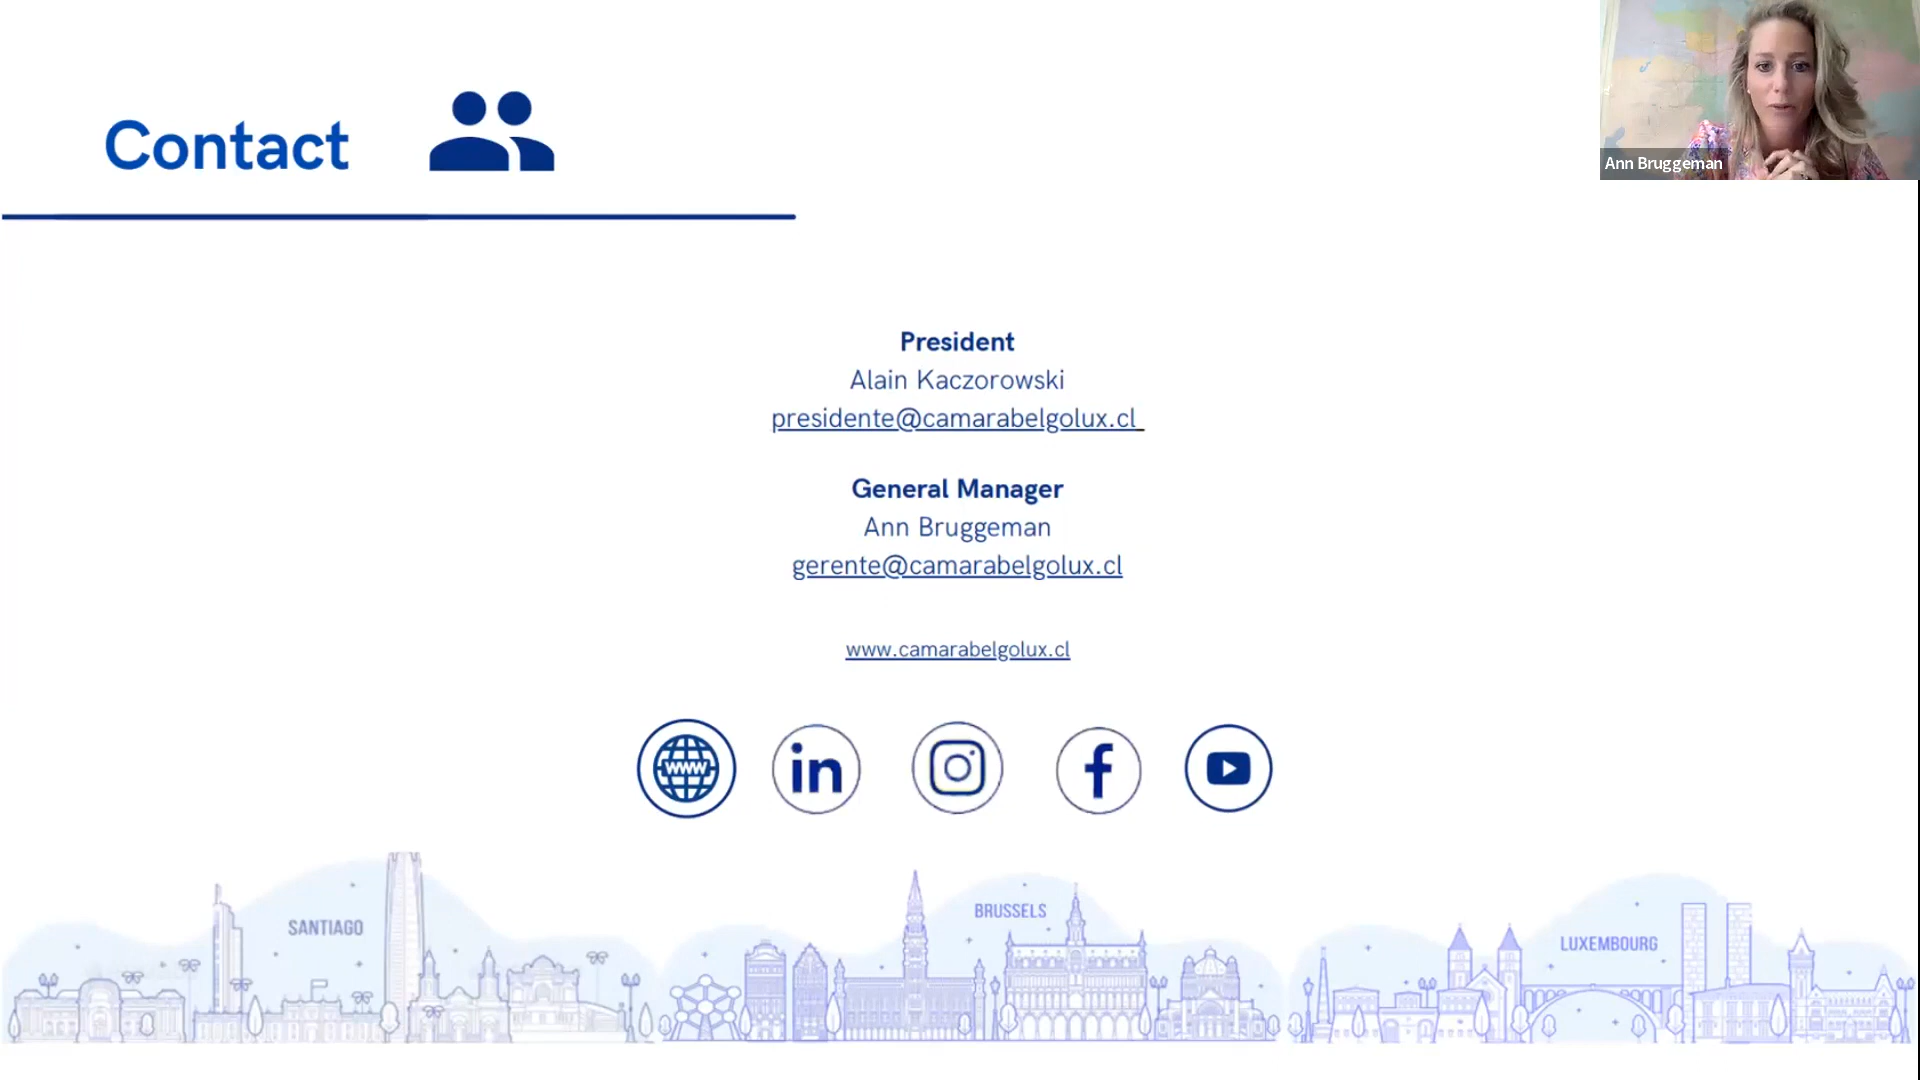 Contact
Ann Bruggeman
President
Alain Kaczorowski
presidente@camarabelgolux.cl
General Manager
Ann Bruggeman
gerente@camarabelgolux.cl
www.camarabelgolux.cl
www
in
f
SANTIAGO
BRUSSELS
LUXEMBOURG